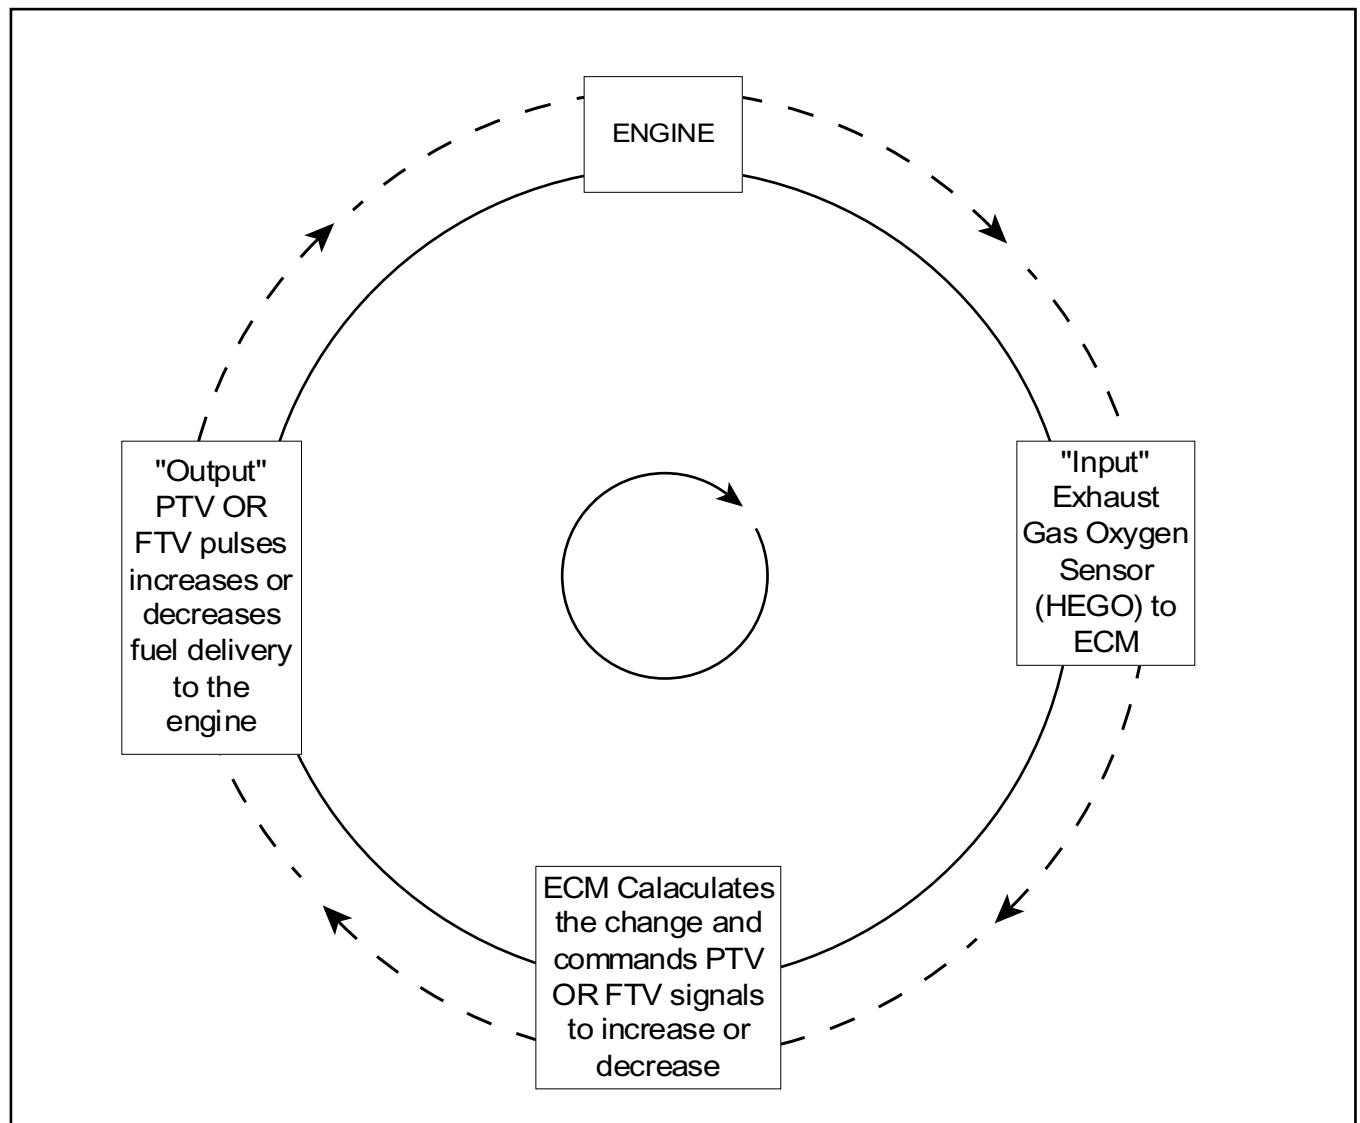 ENGINE
"Output"
PTV OR
FTV pulses
increases or
decreases
fuel delivery
to the
engine
"Input"
Exhaust
Gas Oxygen
Sensor
(HEGO) to
ECM
ECM Calaculates
the change and
commands PTV
OR FTV signals
to increase or
decrease